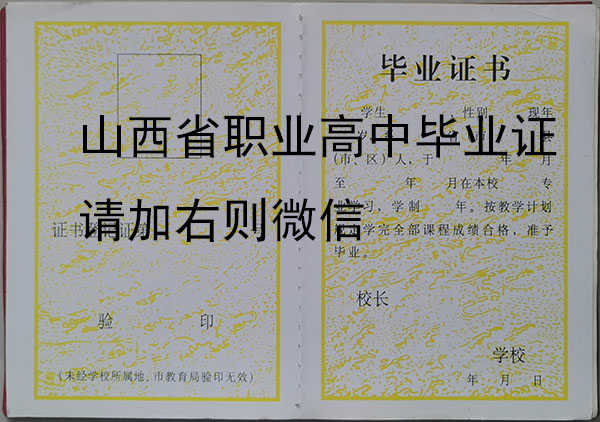 山西省职业高中毕业证
请加右则微信
证书
验 印
(未经学校所属地、市教育局验印无效)
毕业证书
学生 性别 现年
(市、区)人,于 年 月
至 年 月在本校 专
业学习,学制 年。按教学计划
学完全部课程成绩合格,准予
毕业。
校长
学校
年 月 日